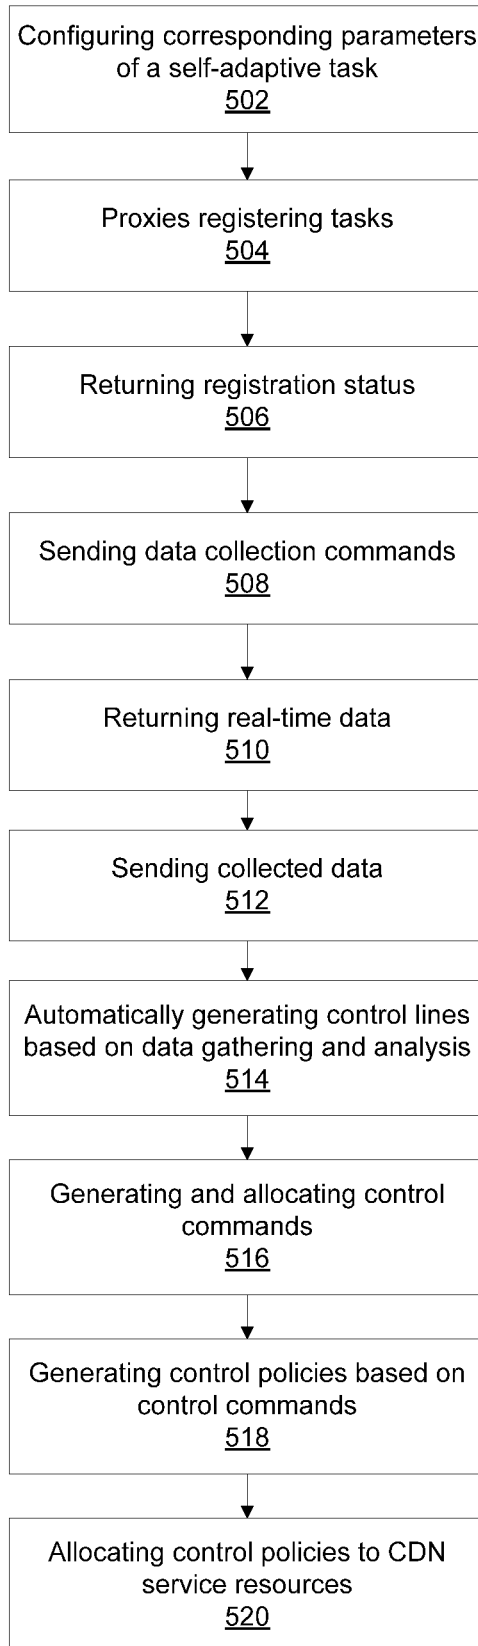 Configuring corresponding parameters
of a self-adaptive task
502
Proxies registering tasks
504
Returning registration status
506
Sending data collection commands
508
Returning real-time data
510
Sending collected data
512
Automatically generating control lines
based on data gathering and analysis
514
Generating and allocating control
commands
516
Generating control policies based on
control commands
518
Allocating control policies to CDN
service resources
520